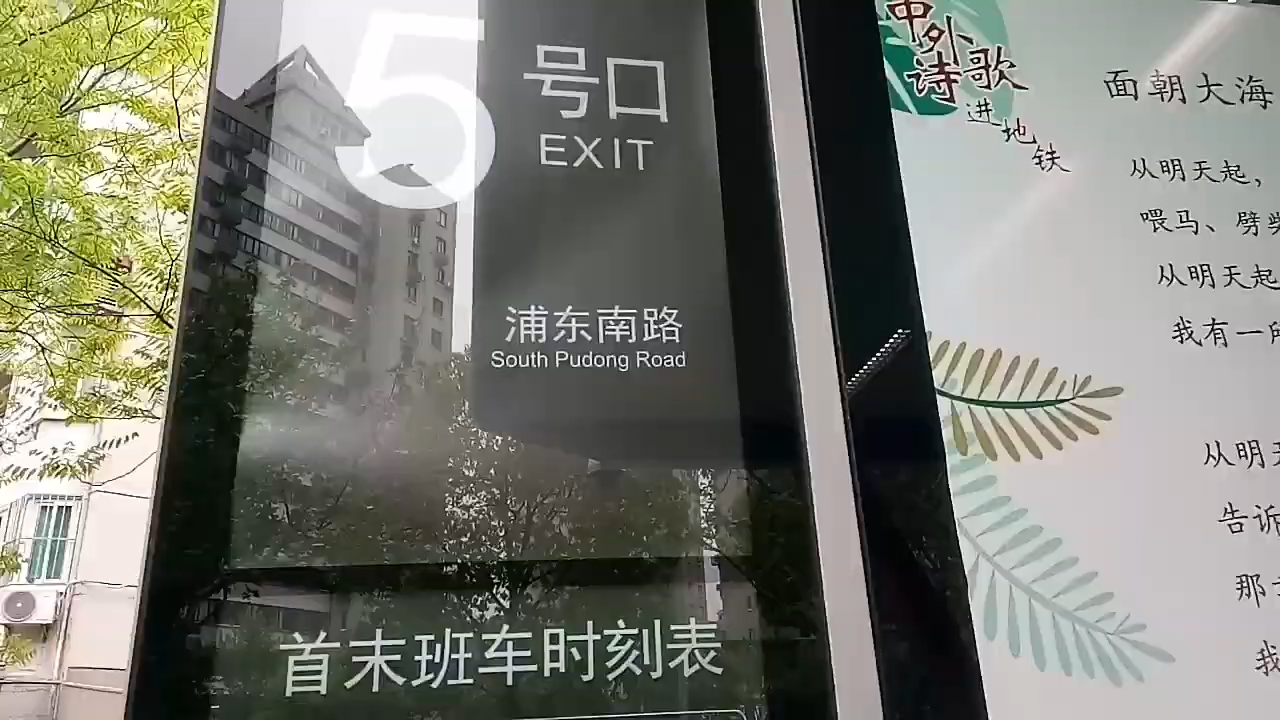 5号口
EXIT
浦东南路
South Pudong Road
首末班车时刻表
中外
诗歌
进地铁
面朝大海
从明天起，
喂马、劈柴
从明天起
我有一所
从明天
告诉
那
我